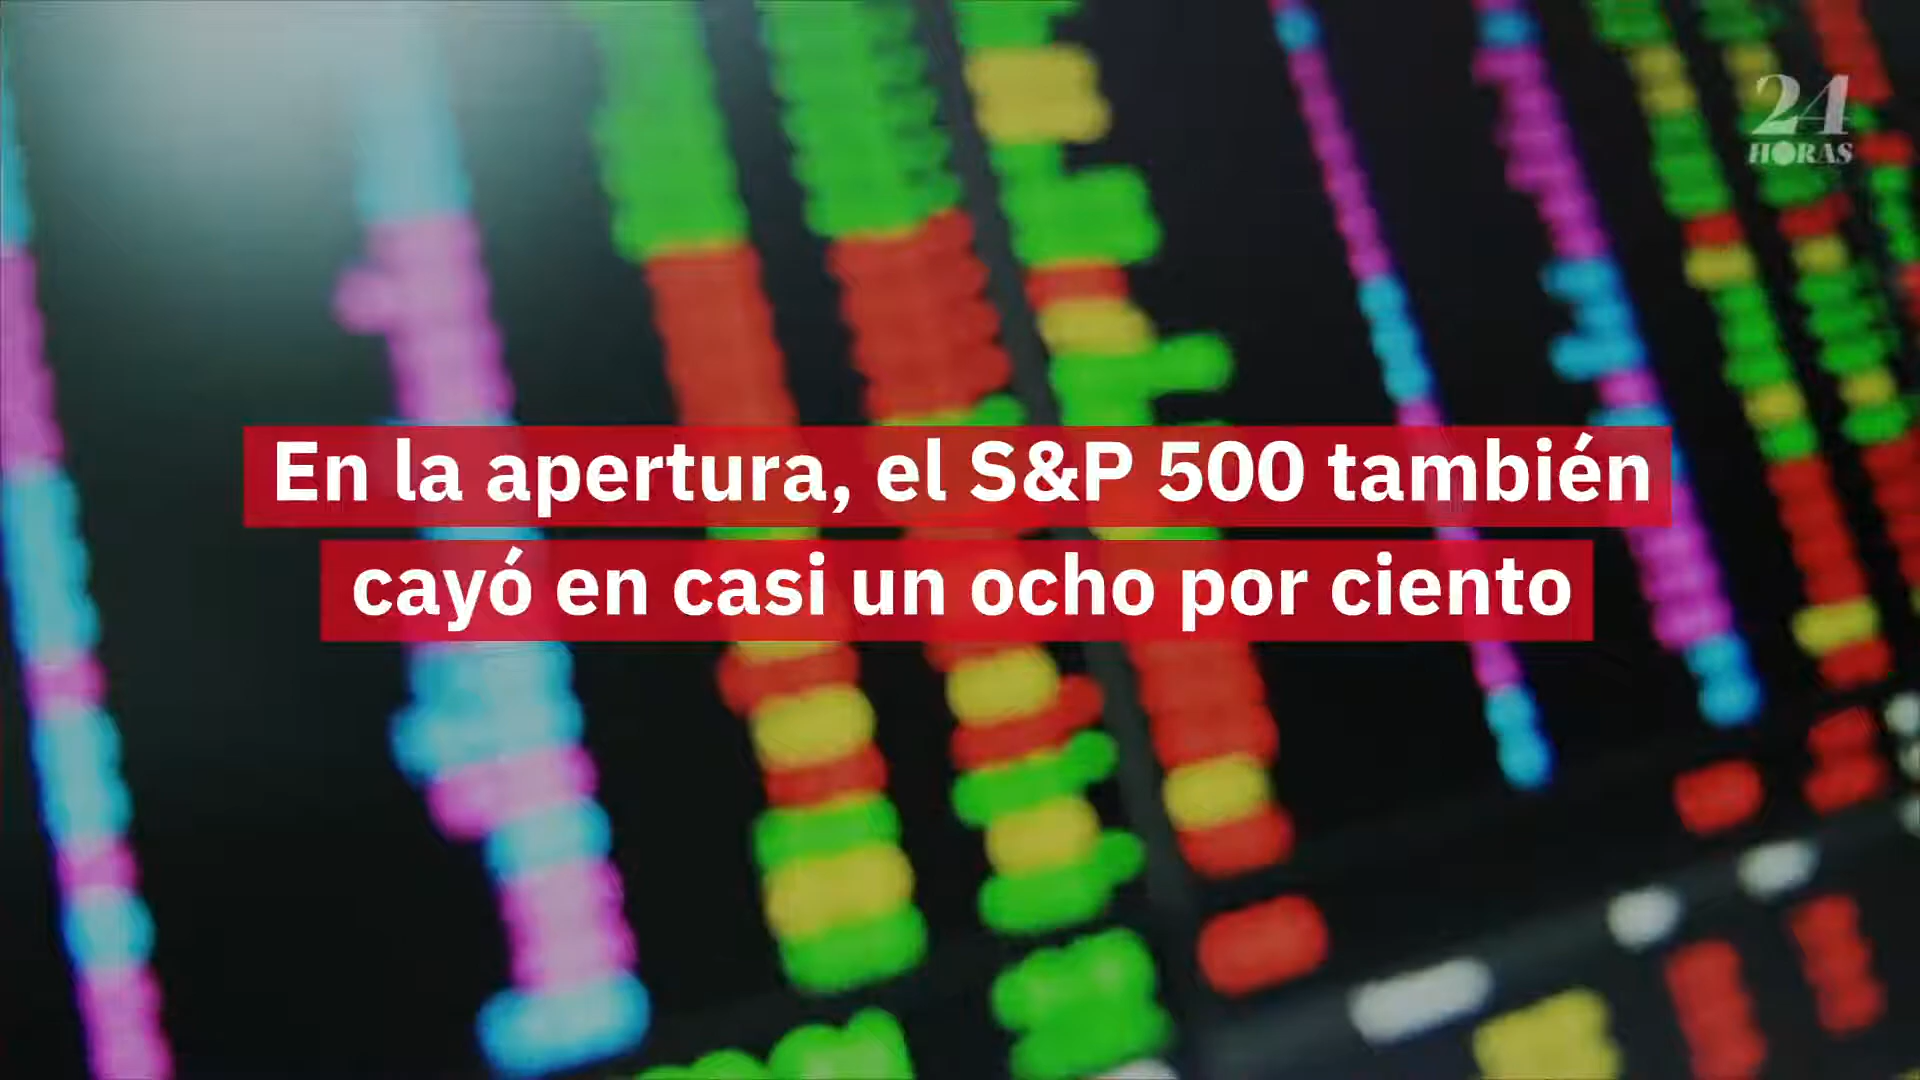 24
HORAS
En la apertura, el S&P 500 también
cayó en casi un ocho por ciento